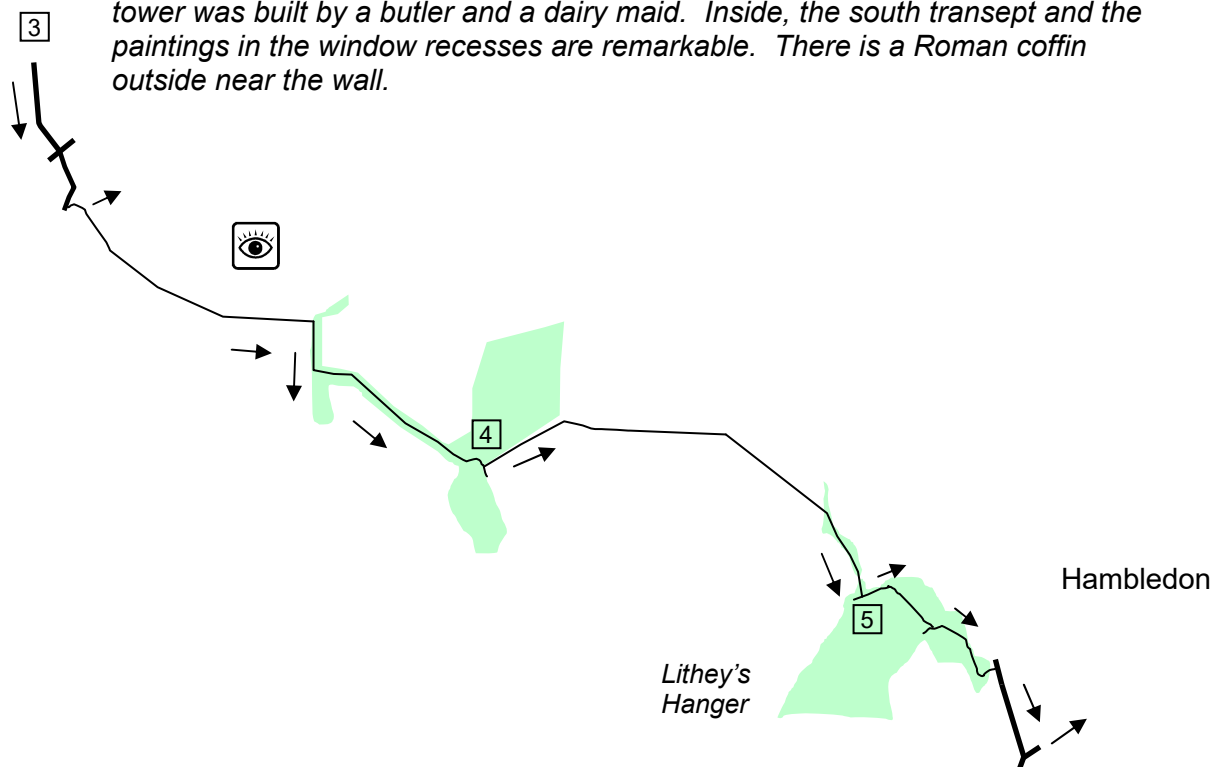 tower was built by a butler and a dairy maid.  Inside, the south transept and the
3
paintings in the window recesses are remarkable.  There is a Roman coffin
outside near the wall.
4
5
Hambledon
Lithey’s
Hanger